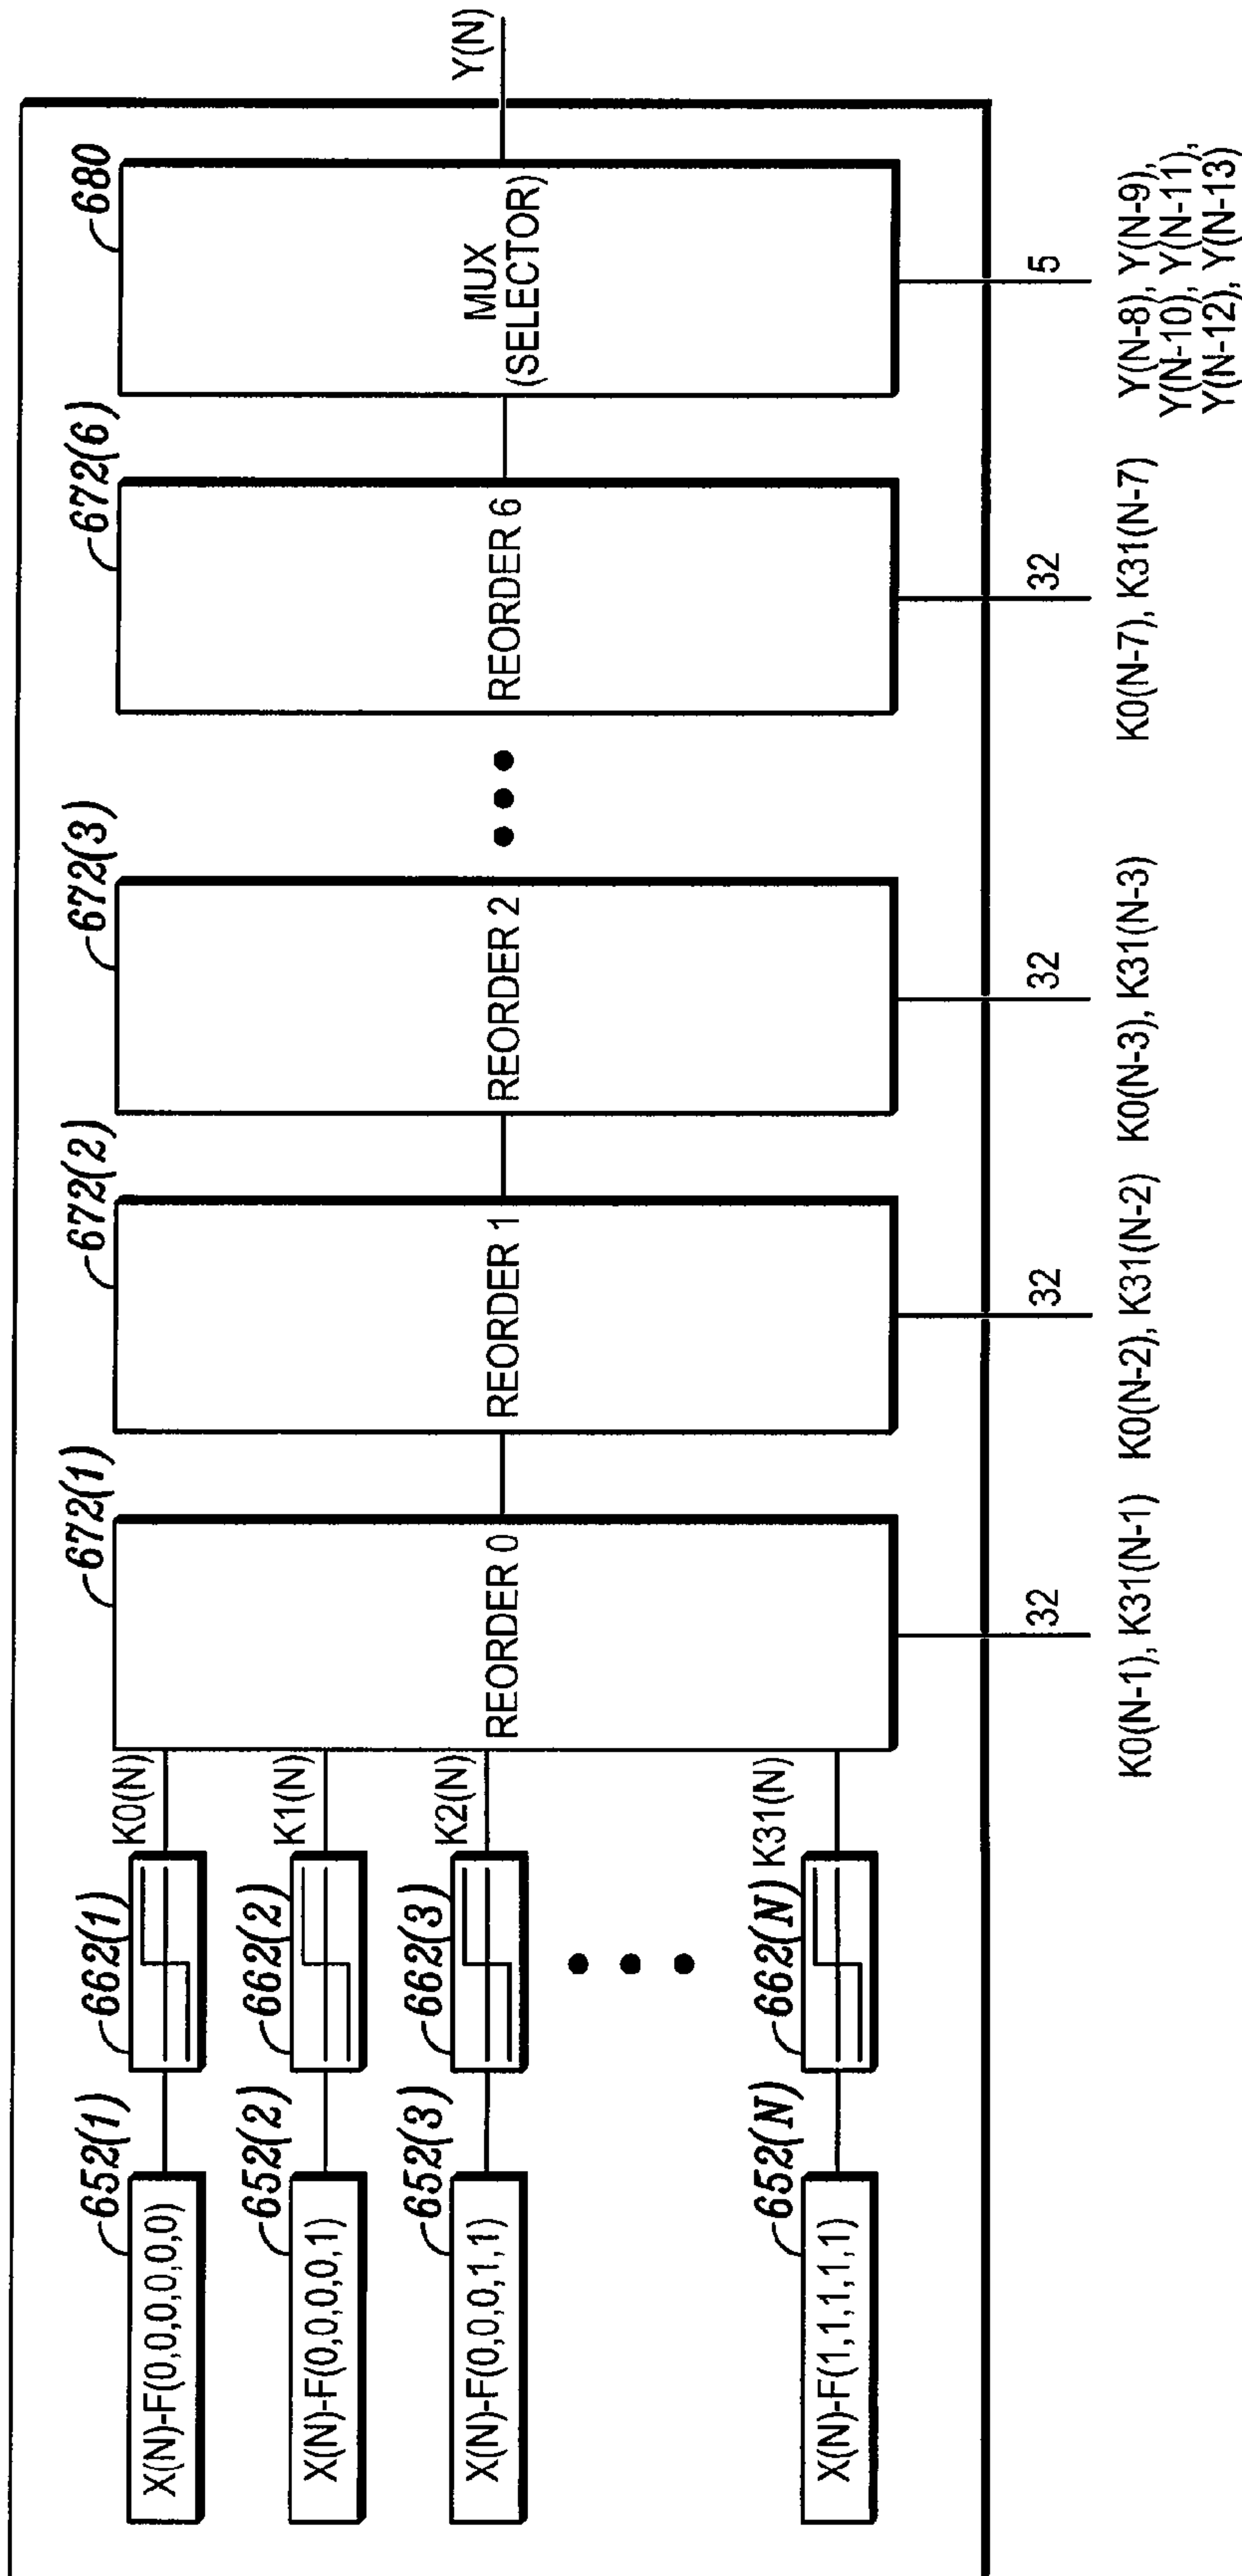 652(1)
X(N)-F(0,0,0,0,0,0)
662(1)
K0(N)
652(2)
X(N)-F(0,0,0,0,1)
662(2)
K1(N)
652(3)
X(N)-F(0,0,0,1,1)
662(3)
K2(N)
652(N)
X(N)-F(1,1,1,1,1)
662(N)
K31(N)
672(1)
REORDER 0
32
K0(N-1), K31(N-1)
672(2)
REORDER 1
32
K0(N-2), K31(N-2)
672(3)
REORDER 2
32
K0(N-3), K31(N-3)
672(6)
REORDER 6
32
K0(N-7), K31(N-7)
680
MUX
(SELECTOR)
5
Y(N-8), Y(N-9),
Y(N-10), Y(N-11),
Y(N-12), Y(N-13)
Y(N)